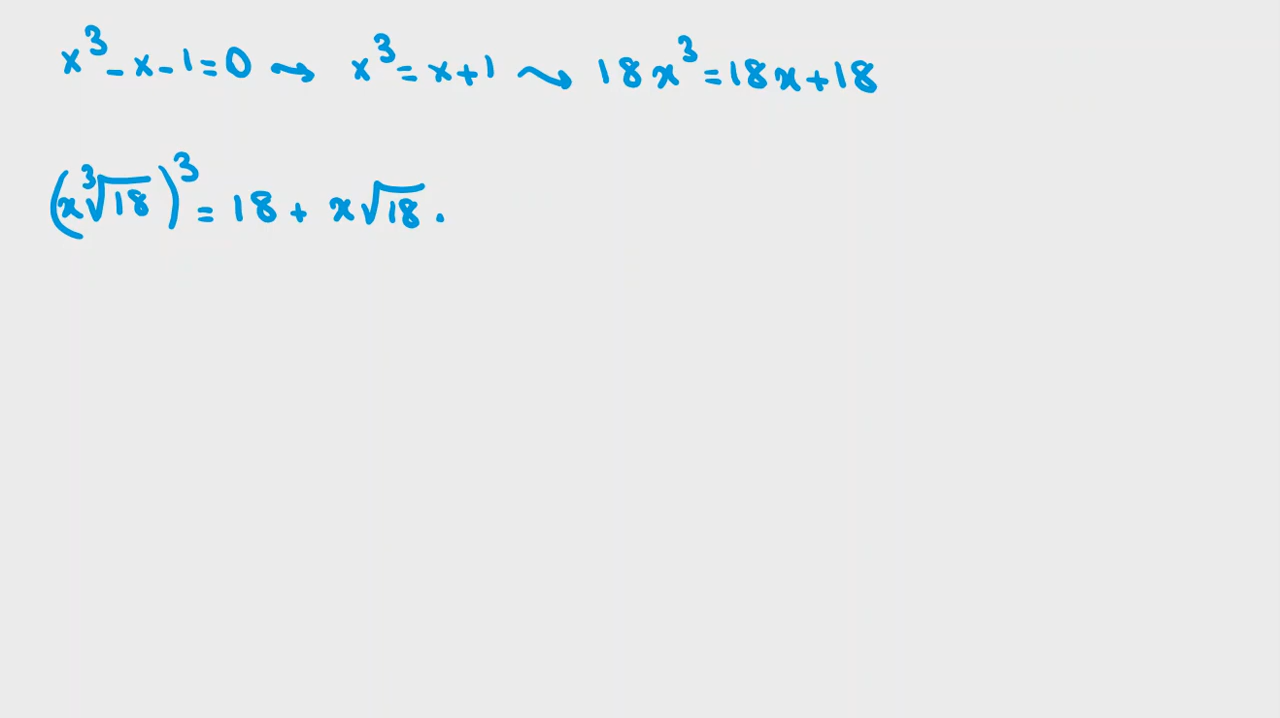 x³ - x - 1 = 0 → x³ = x + 1 → 18x³ = 18x + 18
(x∛18)³ = 18 + x√18 .